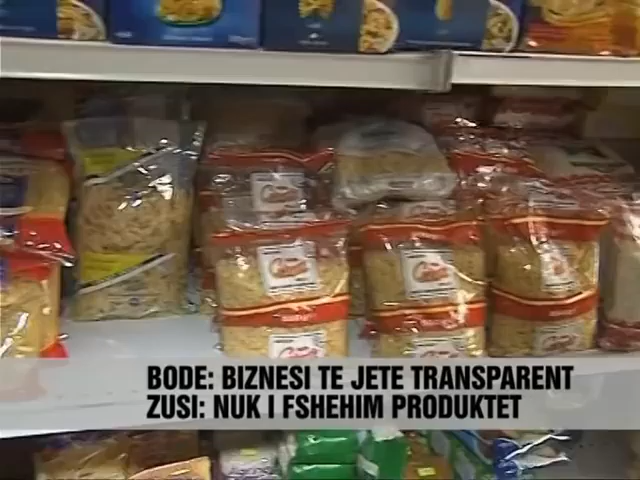 BODE: BIZNESI TE JETE TRANSPARENT
ZUSI: NUK I FSHEHIM PRODUKTET